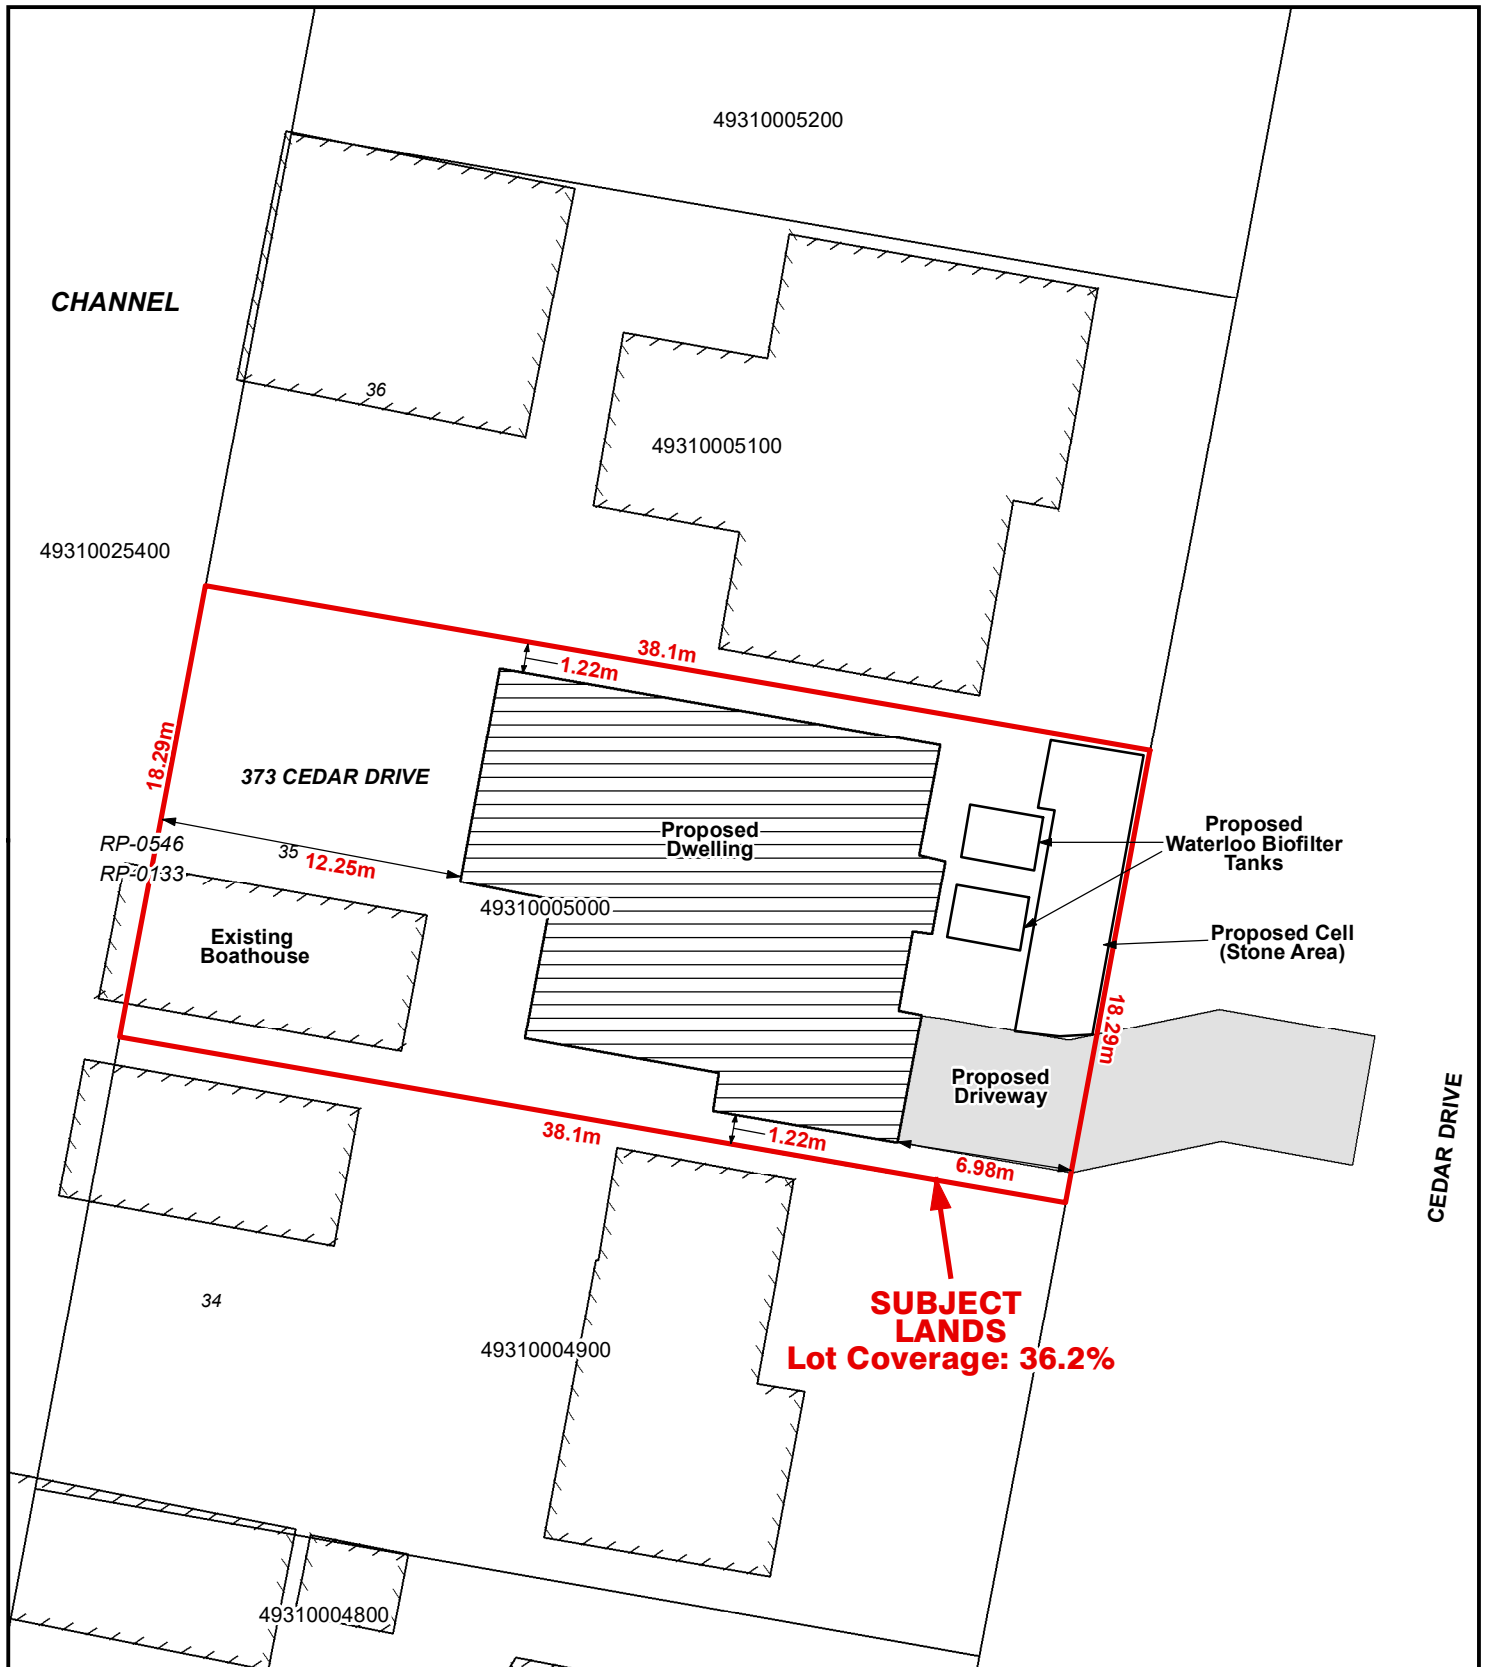 49310005200
CHANNEL
36
49310005100
49310025400
38.1m
1.22m
18.29m
373 CEDAR DRIVE
Proposed
Dwelling
Proposed
Waterloo Biofilter
Tanks
RP-0546
35
12.25m
RP-0133
49310005000
Existing
Boathouse
Proposed Cell
(Stone Area)
18.29m
Proposed
Driveway
CEDAR DRIVE
38.1m
1.22m
6.98m
SUBJECT
LANDS
Lot Coverage: 36.2%
34
49310004900
49310004800